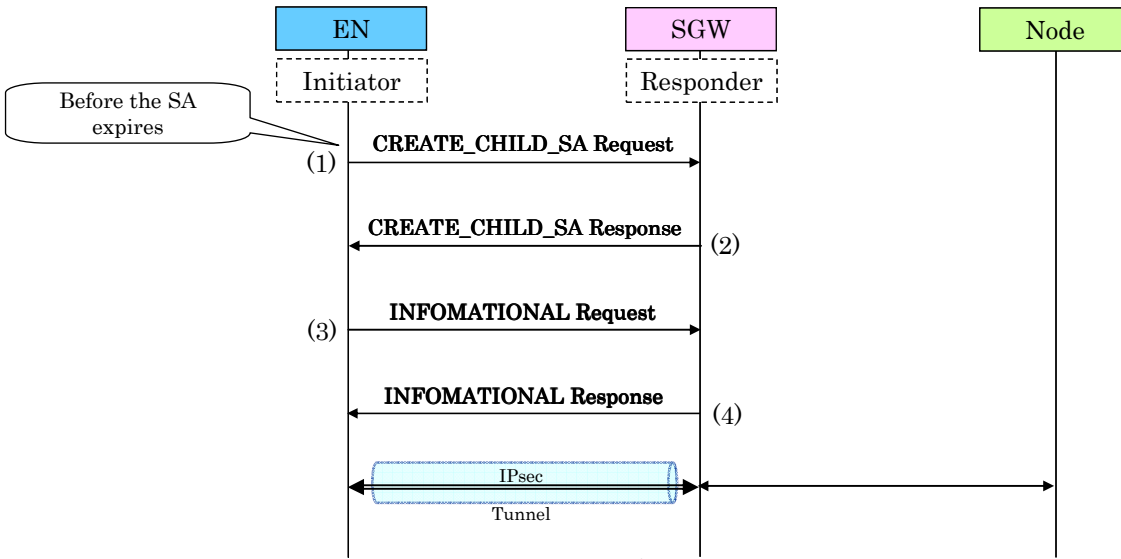 EN
SGW
Node
Initiator
Responder
Before the SA
expires
CREATE_CHILD_SA Request
(1)
CREATE_CHILD_SA Response
(2)
INFOMATIONAL Request
(3)
INFOMATIONAL Response
(4)
IPsec
Tunnel